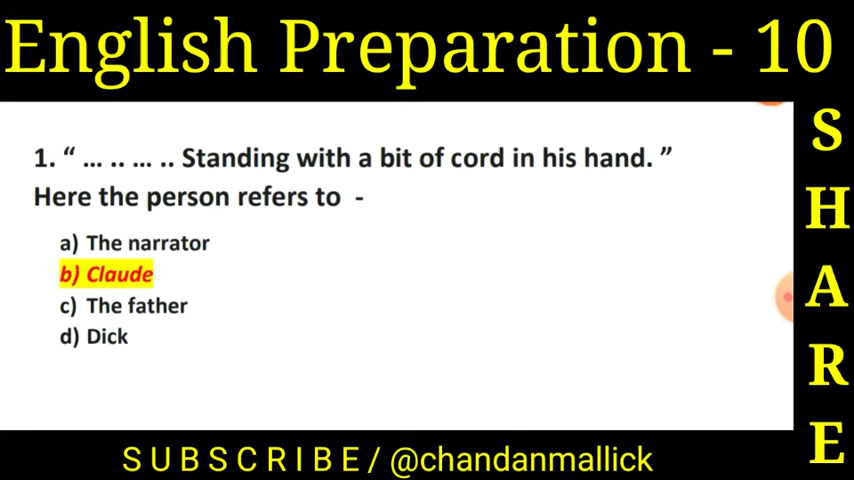 English Preparation - 10
1. “ ... .. ... .. Standing with a bit of cord in his hand. ”
Here the person refers to -
a) The narrator
b) Claude
c) The father
d) Dick
S
H
A
R
E
SUBSCRIBE/ @chandanmallick